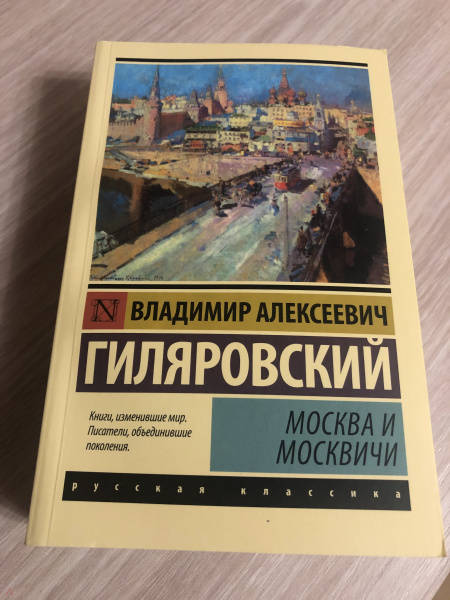 N
ВЛАДИМИР АЛЕКСЕЕВИЧ
ГИЛЯРОВСКИЙ
Книги, изменившие мир.
Писатели, объединившие
поколения.
МОСКВА И
МОСКВИЧИ
русская классика